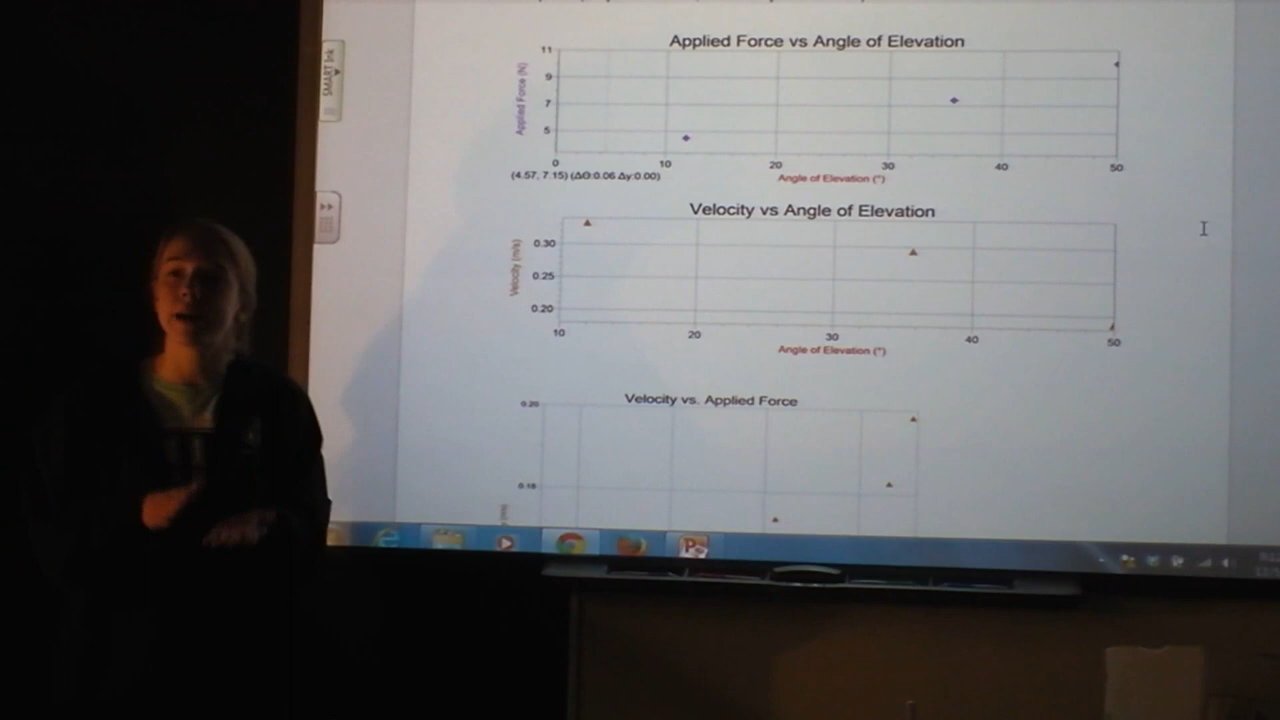 SMART Ink
Applied Force vs Angle of Elevation
11
9
7
5
Applied Force (N)
0 10 20 30 40 50
(4.57, 7.15) (ΔΘ:0.06 Δy:0.00)
Angle of Elevation (°)
Velocity vs Angle of Elevation
0.30
0.25
0.20
Velocity (m/s)
10 20 30 40 50
Angle of Elevation (°)
Velocity vs. Applied Force
0.20